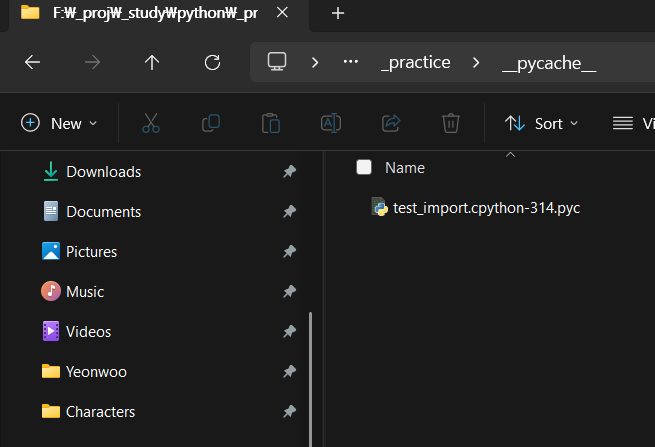 F:₩_proj₩_study₩python₩_pr
_practice
__pycache__
New
Sort
Vi
Downloads
Documents
Pictures
Music
Videos
Yeonwoo
Characters
Name
test_import.cpython-314.pyc